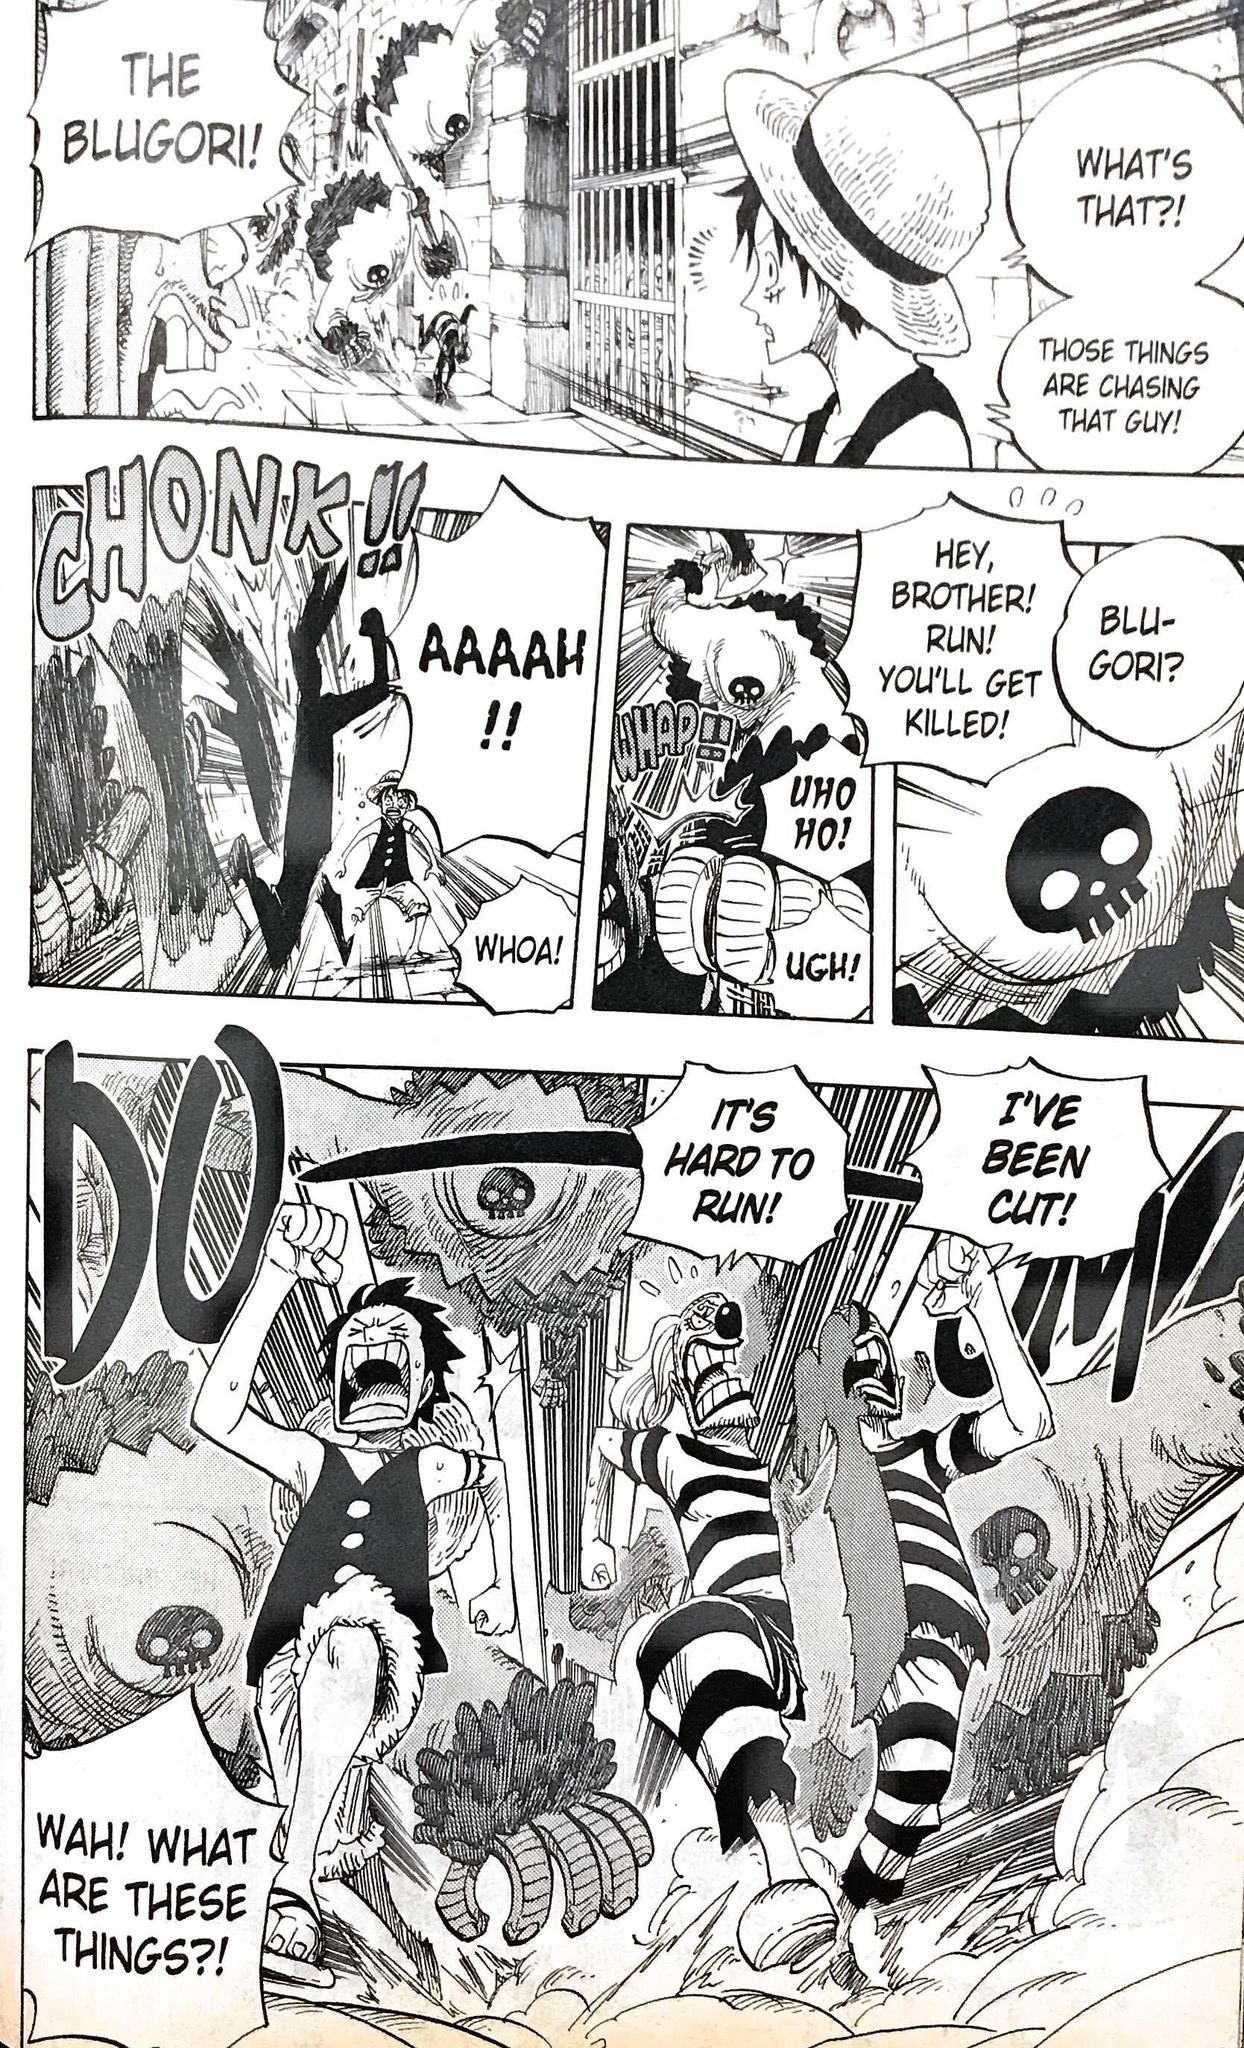 WHAT'S
THAT?!
THOSE THINGS
ARE CHASING
THAT GUY!
THE
BLUGORI!
BLU-
GORI?
HEY,
BROTHER!
RUN!
YOU'LL GET
KILLED!
WHAP!!
UHO
HO!
UGH!
AAAAH
!!
CHONK!!
WHOA!
I'VE
BEEN
CUT!
IT'S
HARD TO
RUN!
DOOM
WAH! WHAT
ARE THESE
THINGS?!